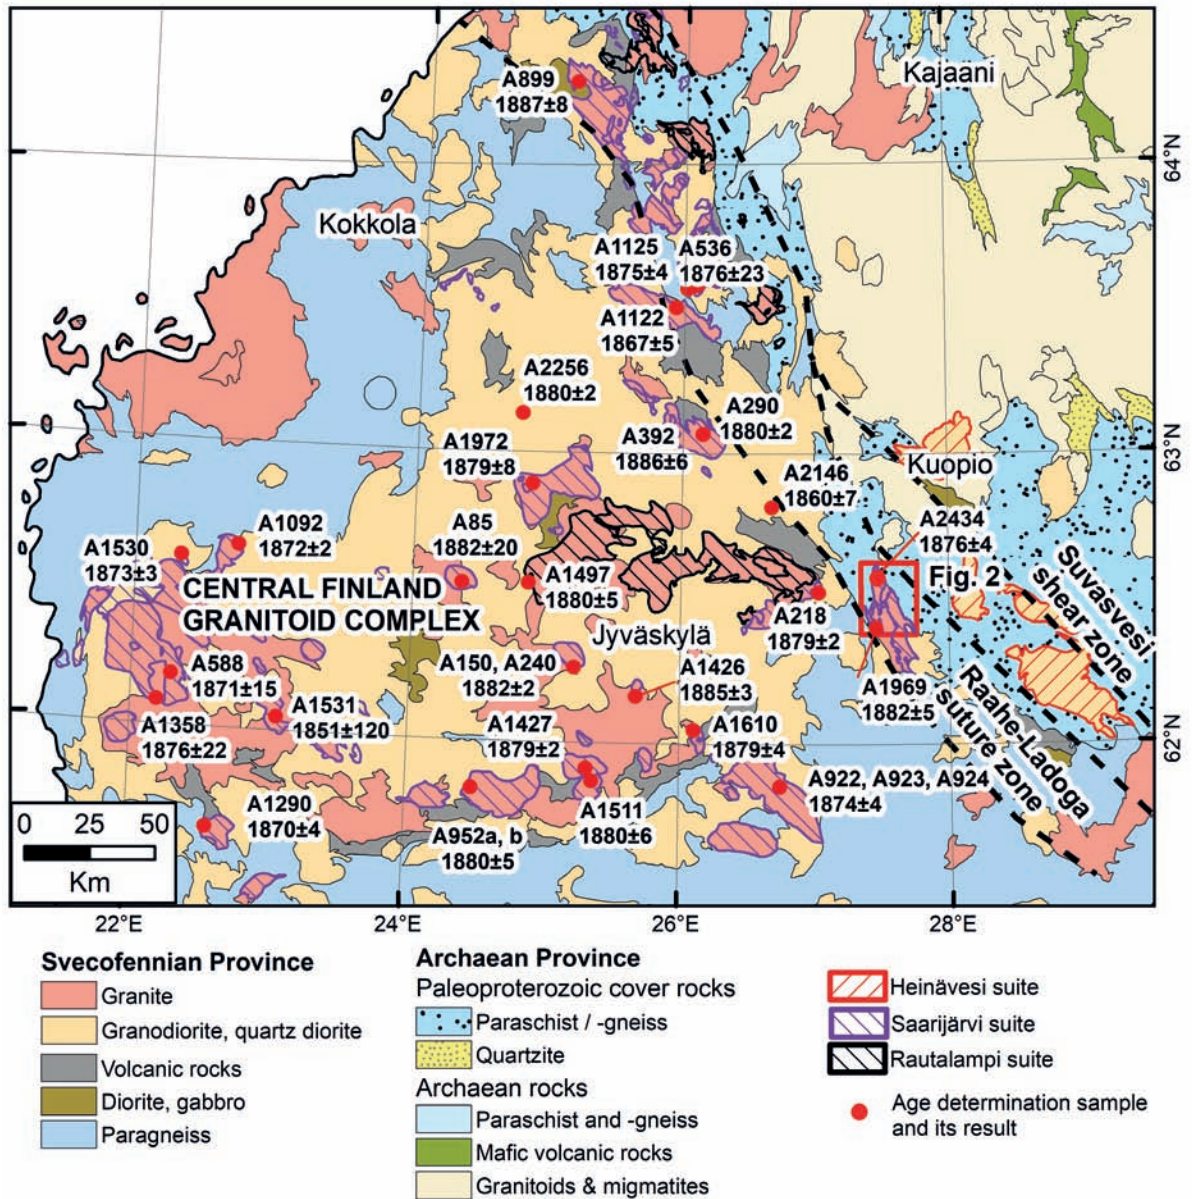 Kajaani
A899
1887±8
64°N
Kokkola
A1125
1875±4
A536
1876±23
A1122
1867±5
A2256
1880±2
A290
1880±2
A392
1886±6
63°N
A1972
1879±8
Kuopio
A2146
1860±7
A85
1882±20
A1092
1872±2
A2434
1876±4
A1530
1873±3
CENTRAL FINLAND
GRANITOID COMPLEX
A1497
1880±5
Fig. 2
Suvasvesi
shear zone
Jyväskylä
A218
1879±2
A150, A240
1882±2
A588
1871±15
A1426
1885±3
A1969
1882±5
Raahe-Ladoga
suture zone
A1358
1876±22
A1531
1851±120
A1427
1879±2
A1610
1879±4
62°N
A922, A923, A924
1874±4
A1290
1870±4
A952a, b
1880±5
A1511
1880±6
0 25 50
Km
22°E 24°E 26°E 28°E
Svecofennian Province
Granite
Granodiorite, quartz diorite
Volcanic rocks
Diorite, gabbro
Paragneiss
Archaean Province
Paleoproterozoic cover rocks
Paraschist / -gneiss
Quartzite
Archaean rocks
Paraschist and -gneiss
Mafic volcanic rocks
Granitoids & migmatites
Heinävesi suite
Saarijärvi suite
Rautalampi suite
Age determination sample
and its result